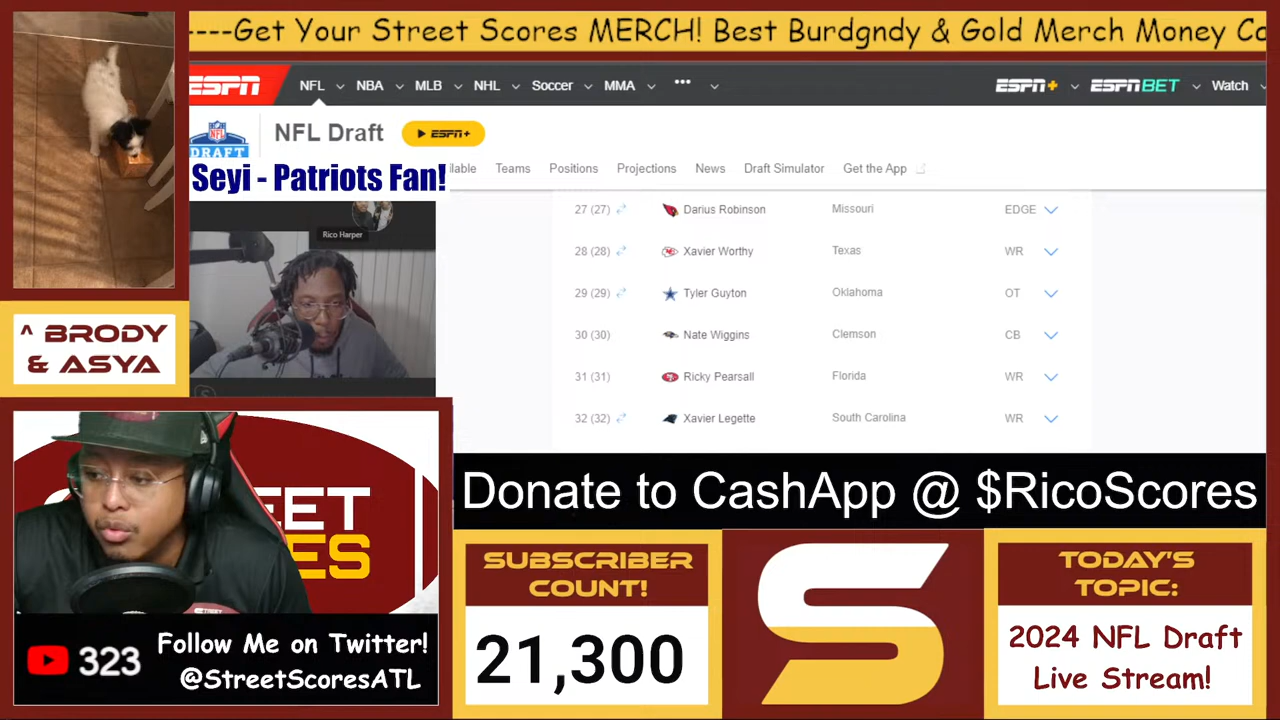 ----Get Your Street Scores MERCH! Best Burdgndy & Gold Merch Money Co
ESPN NFL NBA MLB NHL Soccer MMA ••• ESPN+ ESPN BET Watch
NFL
DRAFT
NFL Draft
ESPN+
ilable Teams Positions Projections News Draft Simulator Get the App
Seyi - Patriots Fan!
Rico Harper
27 (27) Darius Robinson Missouri EDGE
28 (28) Xavier Worthy Texas WR
29 (29) Tyler Guyton Oklahoma OT
30 (30) Nate Wiggins Clemson CB
31 (31) Ricky Pearsall Florida WR
32 (32) Xavier Legette South Carolina WR
^ BRODY
& ASYA
Donate to CashApp @ $RicoScores
EET
ES
323
Follow Me on Twitter!
@StreetScoresATL
SUBSCRIBER
COUNT!
21,300
S
TODAY'S
TOPIC:
2024 NFL Draft
Live Stream!